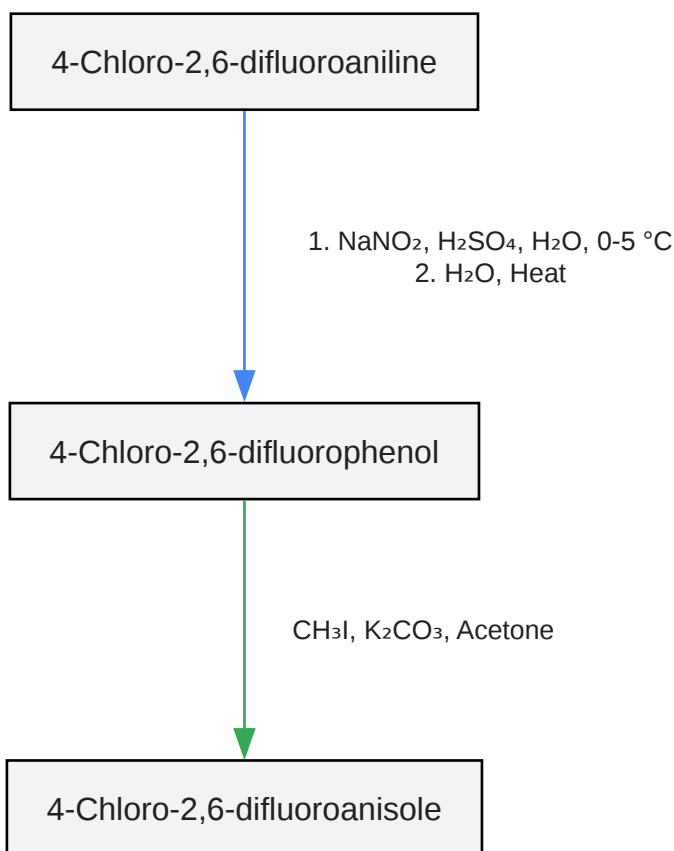 4-Chloro-2,6-difluoroaniline
1. NaNO₂, H₂SO₄, H₂O, 0-5 °C
2. H₂O, Heat
4-Chloro-2,6-difluorophenol
CH₃I, K₂CO₃, Acetone
4-Chloro-2,6-difluoroanisole